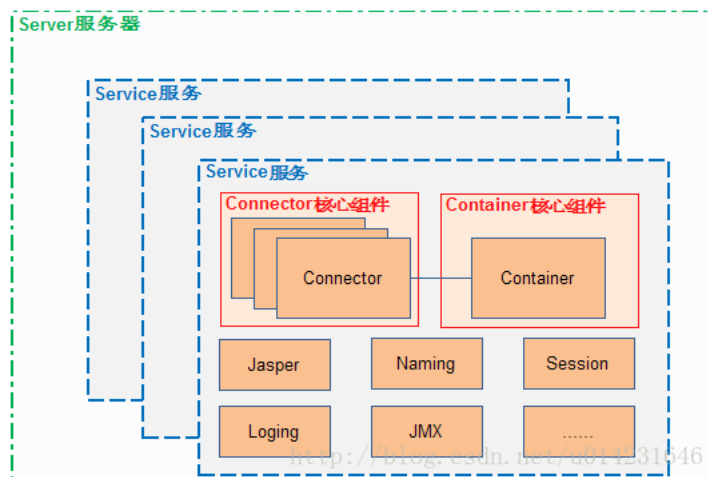 Server服务器
Service服务
Service服务
Service服务
Connector核心组件
Container核心组件
Connector
Container
Jasper
Naming
Session
Loging
JMX
......
http://blog.csdn.net/u014231646